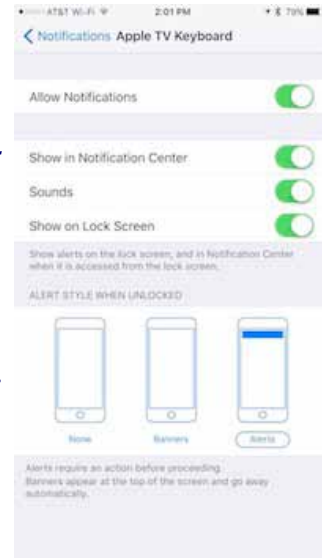 AT&T Wi-Fi 2:01 PM 79%
Notifications Apple TV Keyboard
Allow Notifications
Show in Notification Center
Sounds
Show on Lock Screen
Show alerts on the lock screen, and in Notification Center
when it is accessed from the lock screen.
ALERT STYLE WHEN UNLOCKED
None Banners Alerts
Alerts require an action before proceeding.
Banners appear at the top of the screen and go away
automatically.